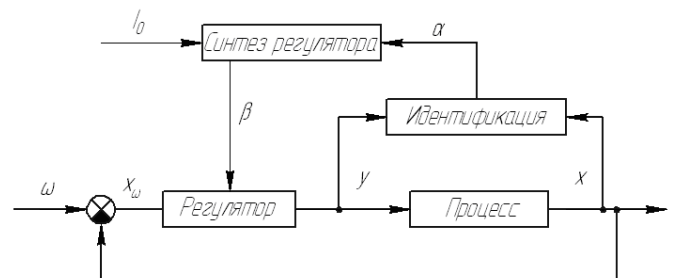 I₀
Синтез регулятора
α
β
Идентификация
ω
xω
Регулятор
y
Процесс
x